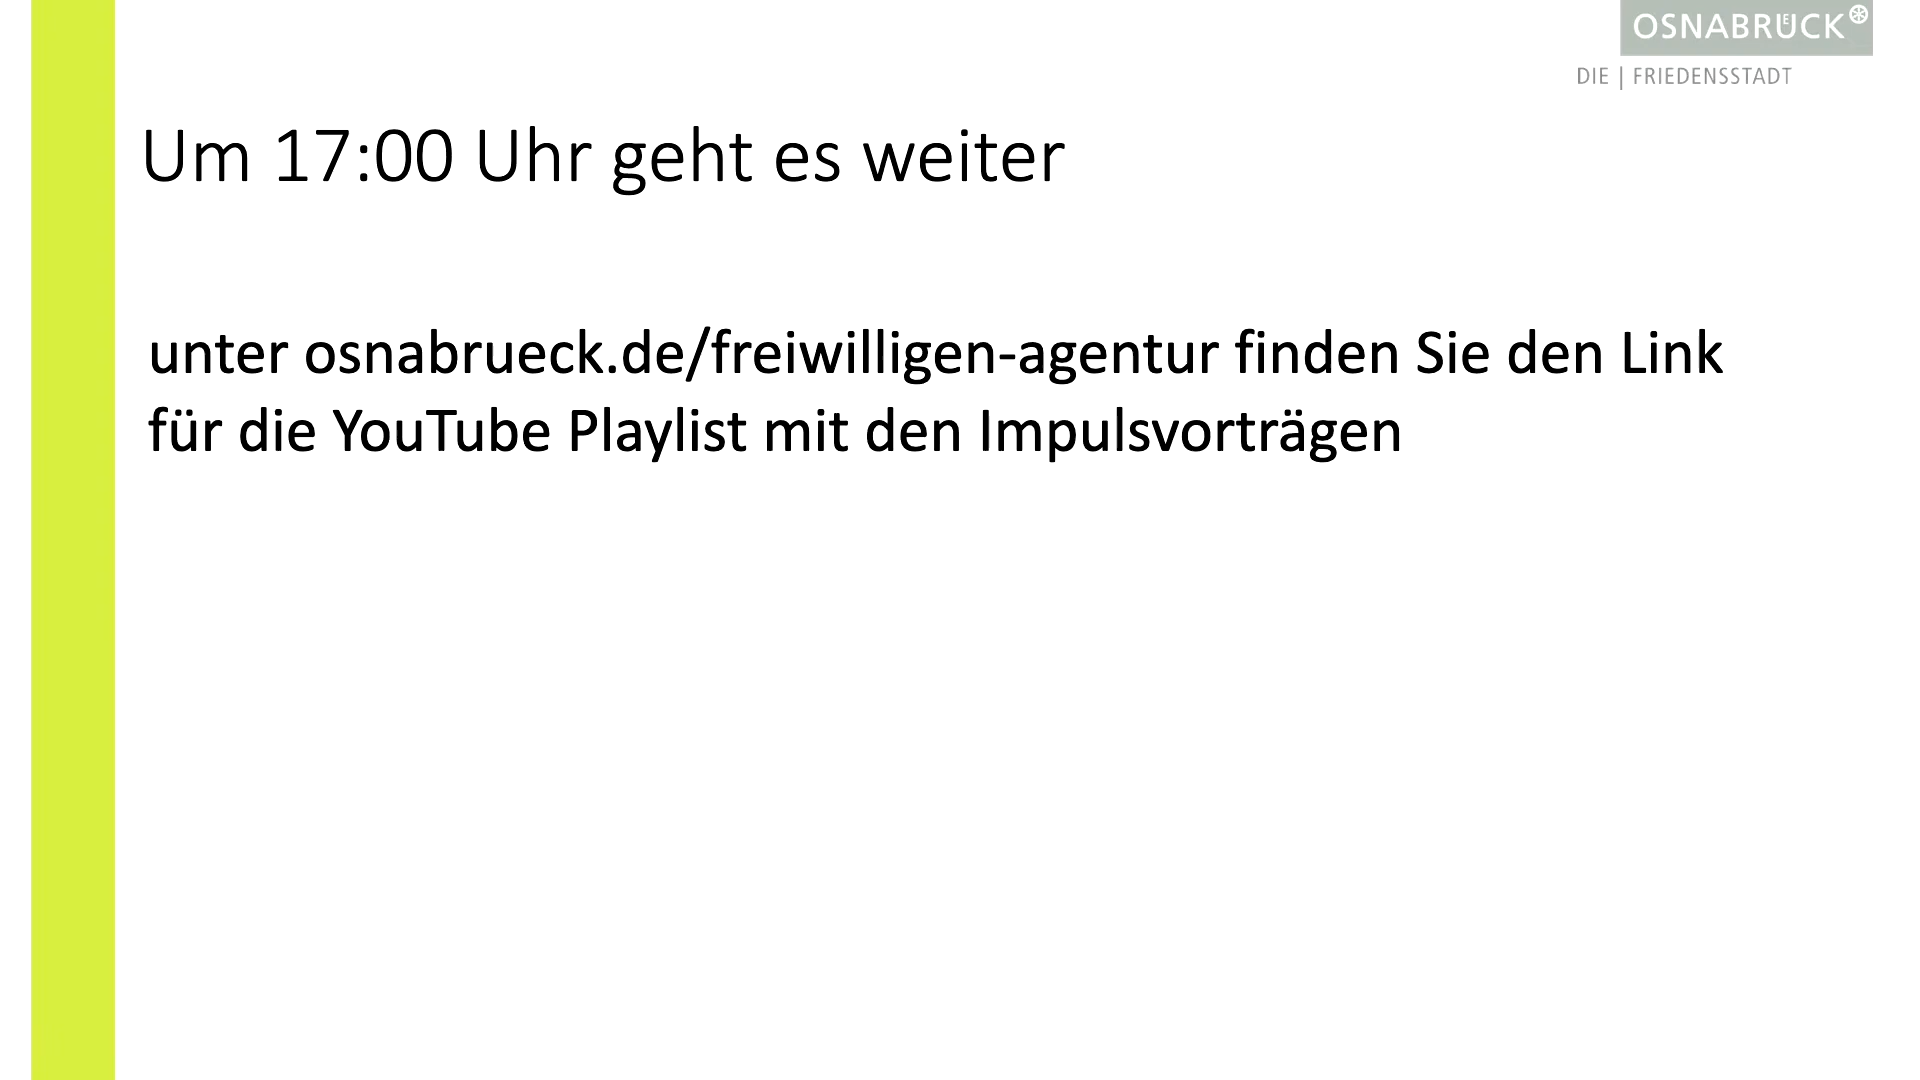 OSNABRÜCK
DIE | FRIEDENSSTADT
Um 17:00 Uhr geht es weiter
unter osnabrueck.de/freiwilligen-agentur finden Sie den Link
für die YouTube Playlist mit den Impulsvorträgen